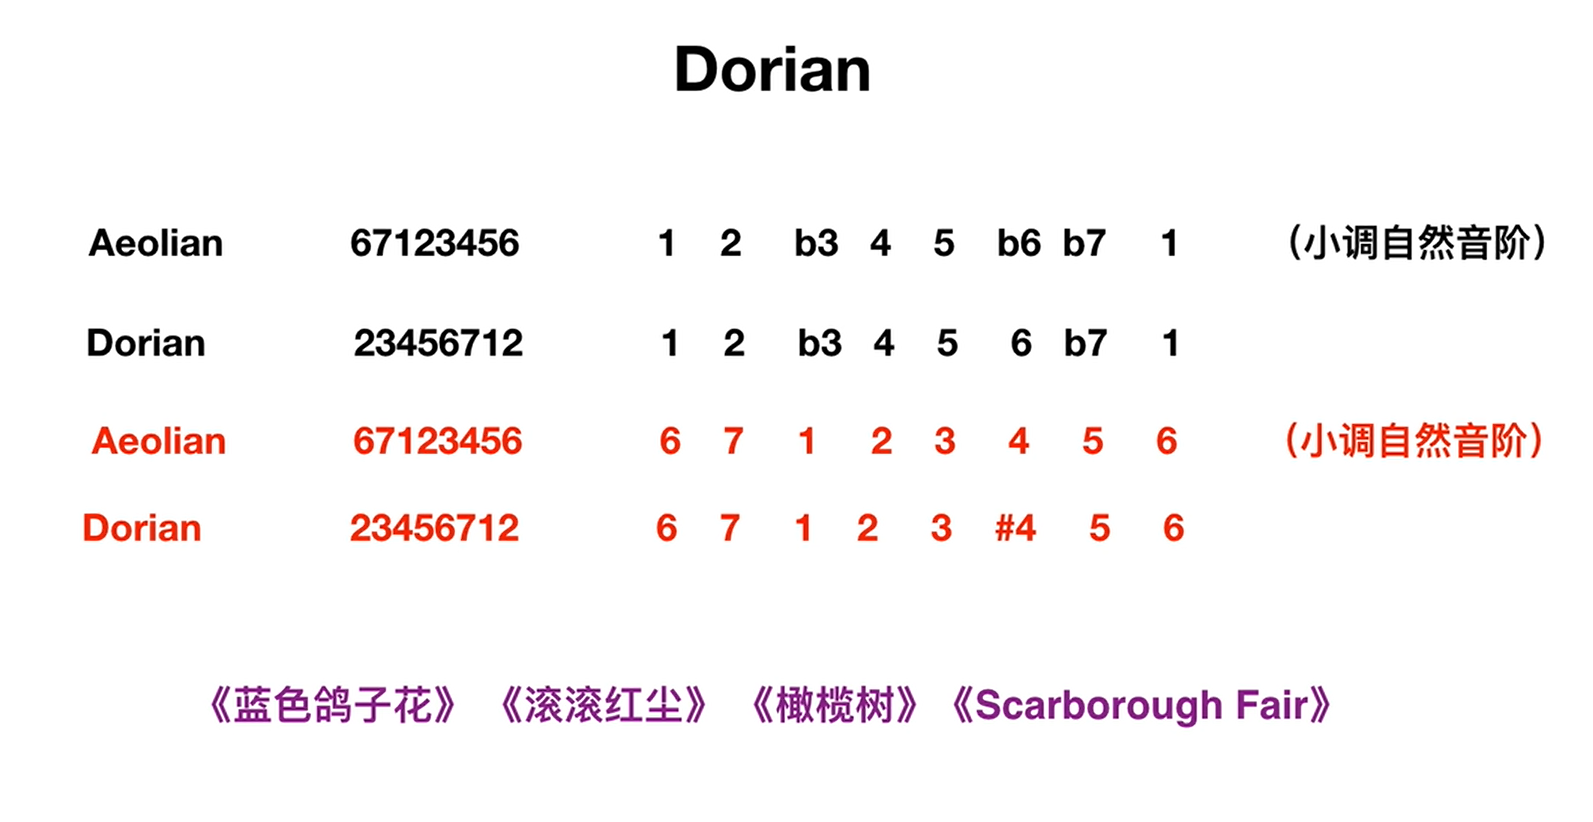 Dorian
Aeolian 67123456 1 2 b3 4 5 b6 b7 1 （小调自然音阶）
Dorian 23456712 1 2 b3 4 5 6 b7 1
Aeolian 67123456 6 7 1 2 3 4 5 6 （小调自然音阶）
Dorian 23456712 6 7 1 2 3 #4 5 6
《蓝色鸽子花》 《滚滚红尘》 《橄榄树》 《Scarborough Fair》